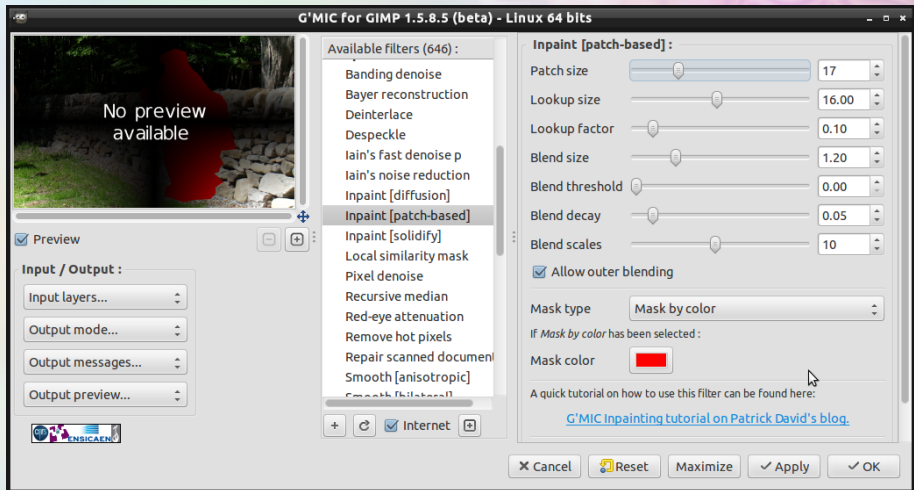 G'MIC for GIMP 1.5.8.5 (beta) - Linux 64 bits
No preview
available
Preview
Input / Output :
Input layers...
Output mode...
Output messages...
Output preview...
ENSICAEN
Available filters (646) :
Banding denoise
Bayer reconstruction
Deinterlace
Despeckle
Iain's fast denoise p
Iain's noise reduction
Inpaint [diffusion]
Inpaint [patch-based]
Inpaint [solidify]
Local similarity mask
Pixel denoise
Recursive median
Red-eye attenuation
Remove hot pixels
Repair scanned document
Smooth [anisotropic]
Smooth [bilateral]
Internet
Inpaint [patch-based] :
Patch size 17
Lookup size 16.00
Lookup factor 0.10
Blend size 1.20
Blend threshold 0.00
Blend decay 0.05
Blend scales 10
Allow outer blending
Mask type Mask by color
If Mask by color has been selected :
Mask color
A quick tutorial on how to use this filter can be found here:
G'MIC Inpainting tutorial on Patrick David's blog.
Cancel Reset Maximize Apply OK